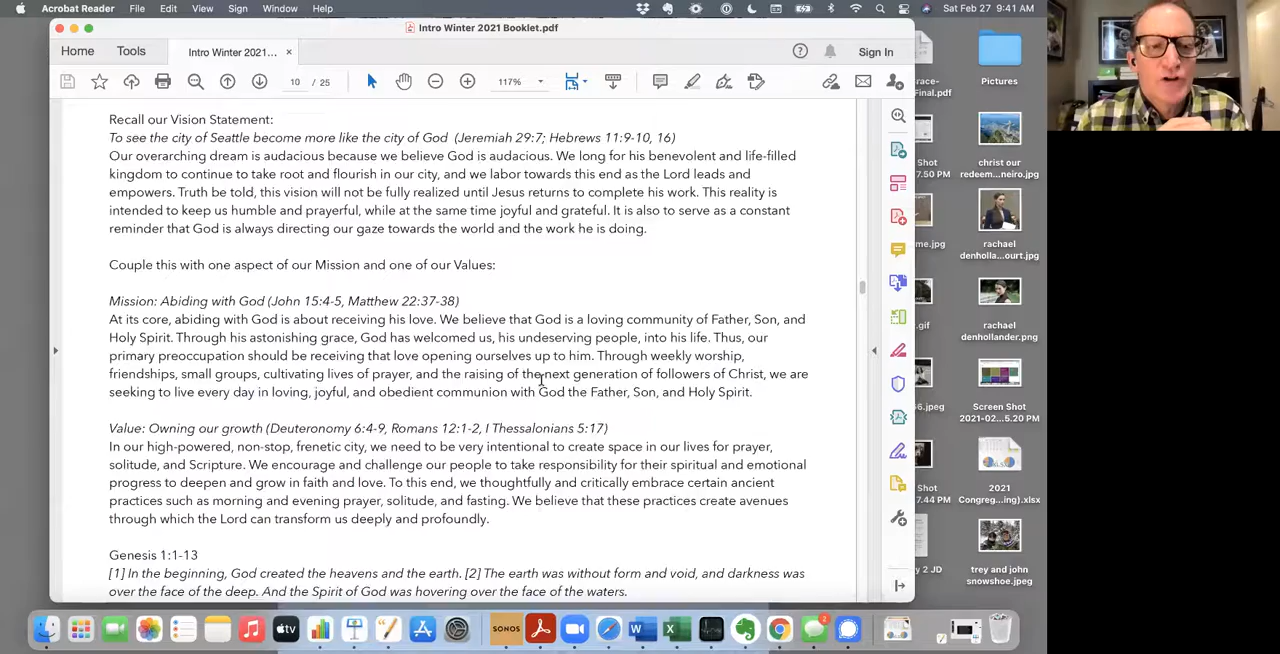 Acrobat Reader File Edit View Sign Window Help Sat Feb 27 9:41 AM
Intro Winter 2021 Booklet.pdf
Home Tools Intro Winter 2021... × Sign In
10 / 25 117%
Recall our Vision Statement:
To see the city of Seattle become more like the city of God (Jeremiah 29:7; Hebrews 11:9-10, 16)
Our overarching dream is audacious because we believe God is audacious. We long for his benevolent and life-filled
kingdom to continue to take root and flourish in our city, and we labor towards this end as the Lord leads and
empowers. Truth be told, this vision will not be fully realized until Jesus returns to complete his work. This reality is
intended to keep us humble and prayerful, while at the same time joyful and grateful. It is also to serve as a constant
reminder that God is always directing our gaze towards the world and the work he is doing.
Couple this with one aspect of our Mission and one of our Values:
Mission: Abiding with God (John 15:4-5, Matthew 22:37-38)
At its core, abiding with God is about receiving his love. We believe that God is a loving community of Father, Son, and
Holy Spirit. Through his astonishing grace, God has welcomed us, his undeserving people, into his life. Thus, our
primary preoccupation should be receiving that love opening ourselves up to him. Through weekly worship,
friendships, small groups, cultivating lives of prayer, and the raising of the next generation of followers of Christ, we are
seeking to live every day in loving, joyful, and obedient communion with God the Father, Son, and Holy Spirit.
Value: Owning our growth (Deuteronomy 6:4-9, Romans 12:1-2, I Thessalonians 5:17)
In our high-powered, non-stop, frenetic city, we need to be very intentional to create space in our lives for prayer,
solitude, and Scripture. We encourage and challenge our people to take responsibility for their spiritual and emotional
progress to deepen and grow in faith and love. To this end, we thoughtfully and critically embrace certain ancient
practices such as morning and evening prayer, solitude, and fasting. We believe that these practices create avenues
through which the Lord can transform us deeply and profoundly.
Genesis 1:1-13
[1] In the beginning, God created the heavens and the earth. [2] The earth was without form and void, and darkness was
over the face of the deep. And the Spirit of God was hovering over the face of the waters.
Pictures
christ our
redeem...neiro.jpg
rachael
denholla...ourt.jpg
rachael
denhollander.png
Screen Shot
2021-02...5.20 PM
2021
Congreg...ing).xlsx
trey and john
snowshoe.jpeg
race-
Final.pdf
Shot
7.50 PM
me.jpg
.gif
66.jpeg
Shot
7.44 PM
y 2 JD
SONOS
tv
2